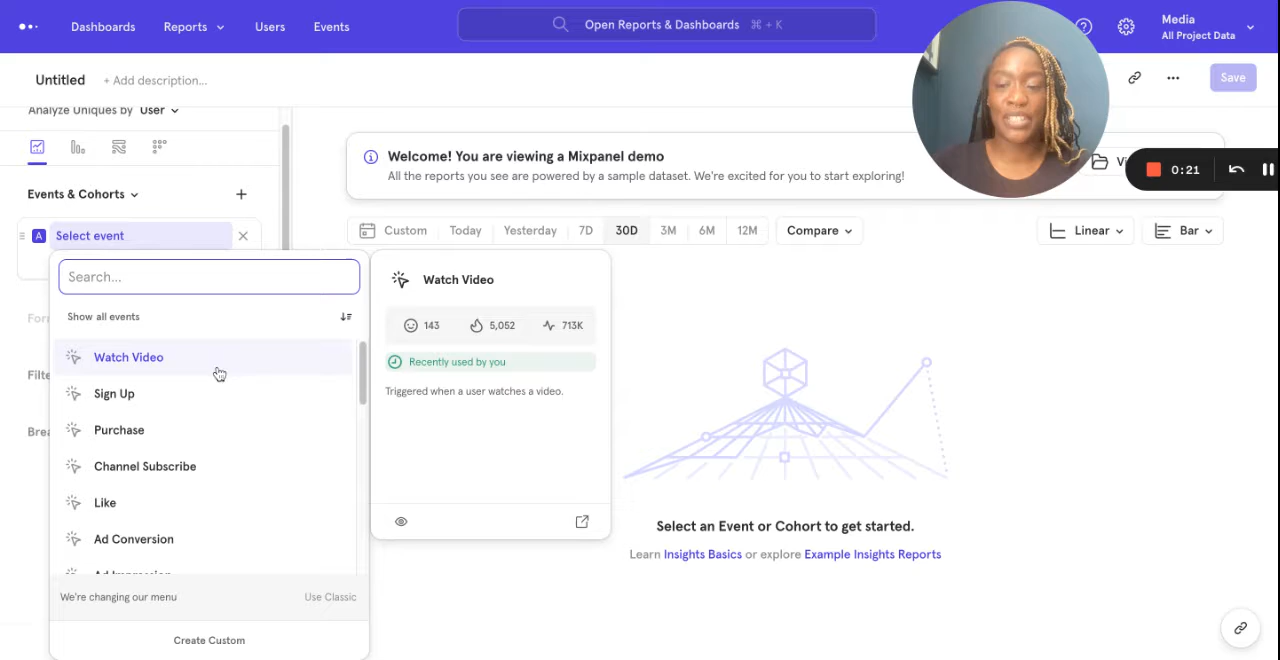 Dashboards
Reports
Users
Events
Open Reports & Dashboards ⌘ + K
Media
All Project Data
Untitled
+ Add description...
Save
Analyze Uniques by User
Welcome! You are viewing a Mixpanel demo
All the reports you see are powered by a sample dataset. We're excited for you to start exploring!
0:21
Events & Cohorts
A Select event
Custom
Today
Yesterday
7D
30D
3M
6M
12M
Compare
Linear
Bar
Search...
Show all events
Watch Video
Sign Up
Purchase
Channel Subscribe
Like
Ad Conversion
We're changing our menu
Use Classic
Create Custom
Watch Video
143
5,052
713K
Recently used by you
Triggered when a user watches a video.
Select an Event or Cohort to get started.
Learn Insights Basics or explore Example Insights Reports